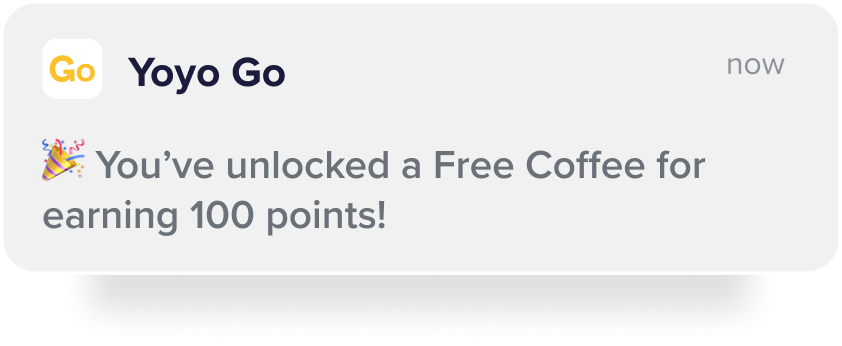 Go
Yoyo Go
now
🎉 You’ve unlocked a Free Coffee for
earning 100 points!